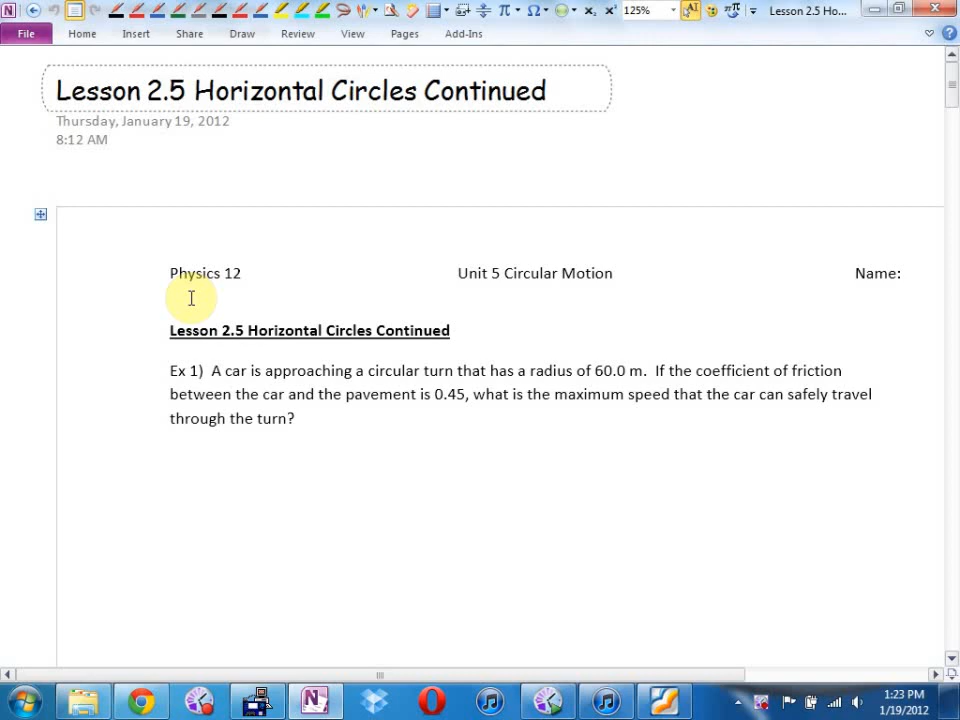 125%
Lesson 2.5 Ho...
File Home Insert Share Draw Review View Pages Add-Ins
Lesson 2.5 Horizontal Circles Continued
Thursday, January 19, 2012
8:12 AM
Physics 12 Unit 5 Circular Motion Name:
Lesson 2.5 Horizontal Circles Continued
Ex 1) A car is approaching a circular turn that has a radius of 60.0 m. If the coefficient of friction
between the car and the pavement is 0.45, what is the maximum speed that the car can safely travel
through the turn?
1:23 PM
1/19/2012